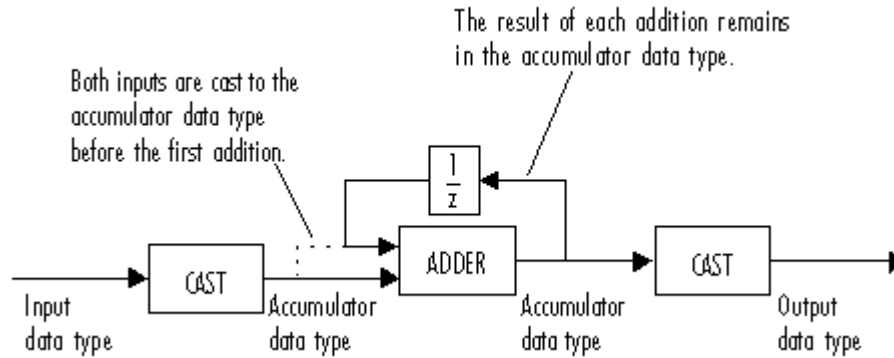 The result of each addition remains
in the accumulator data type.
Both inputs are cast to the
accumulator data type
before the first addition.
1
z
CAST
ADDER
CAST
Input
data type
Accumulator
data type
Accumulator
data type
Output
data type